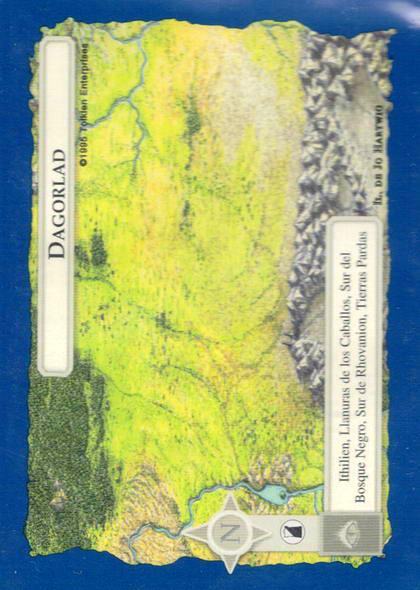 DAGORLAD
©1995 Tolkien Enterprises
IL. DE JO HARTWIG
Ithilien, Llanuras de los Caballos, Sur del
Bosque Negro, Sur de Rhovanion, Tierras Pardas
N